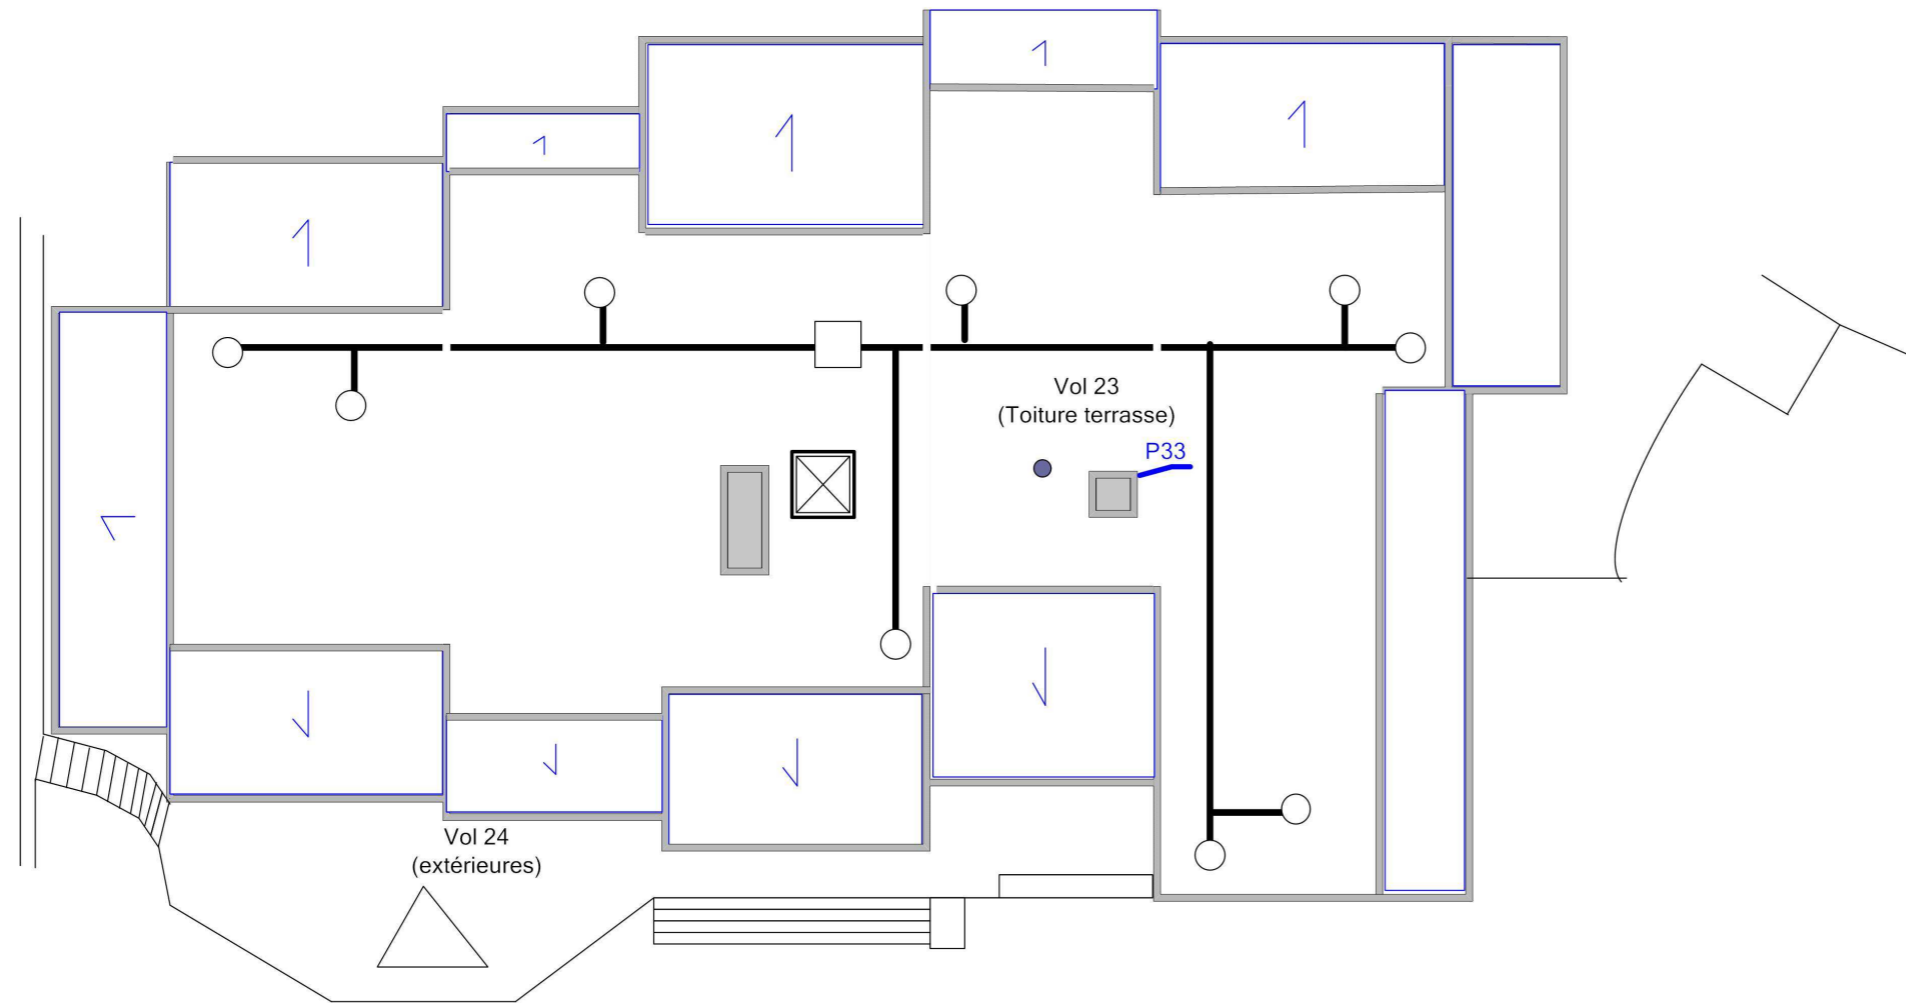 Vol 23
(Toiture terrasse)
P33
Vol 24
(extérieures)